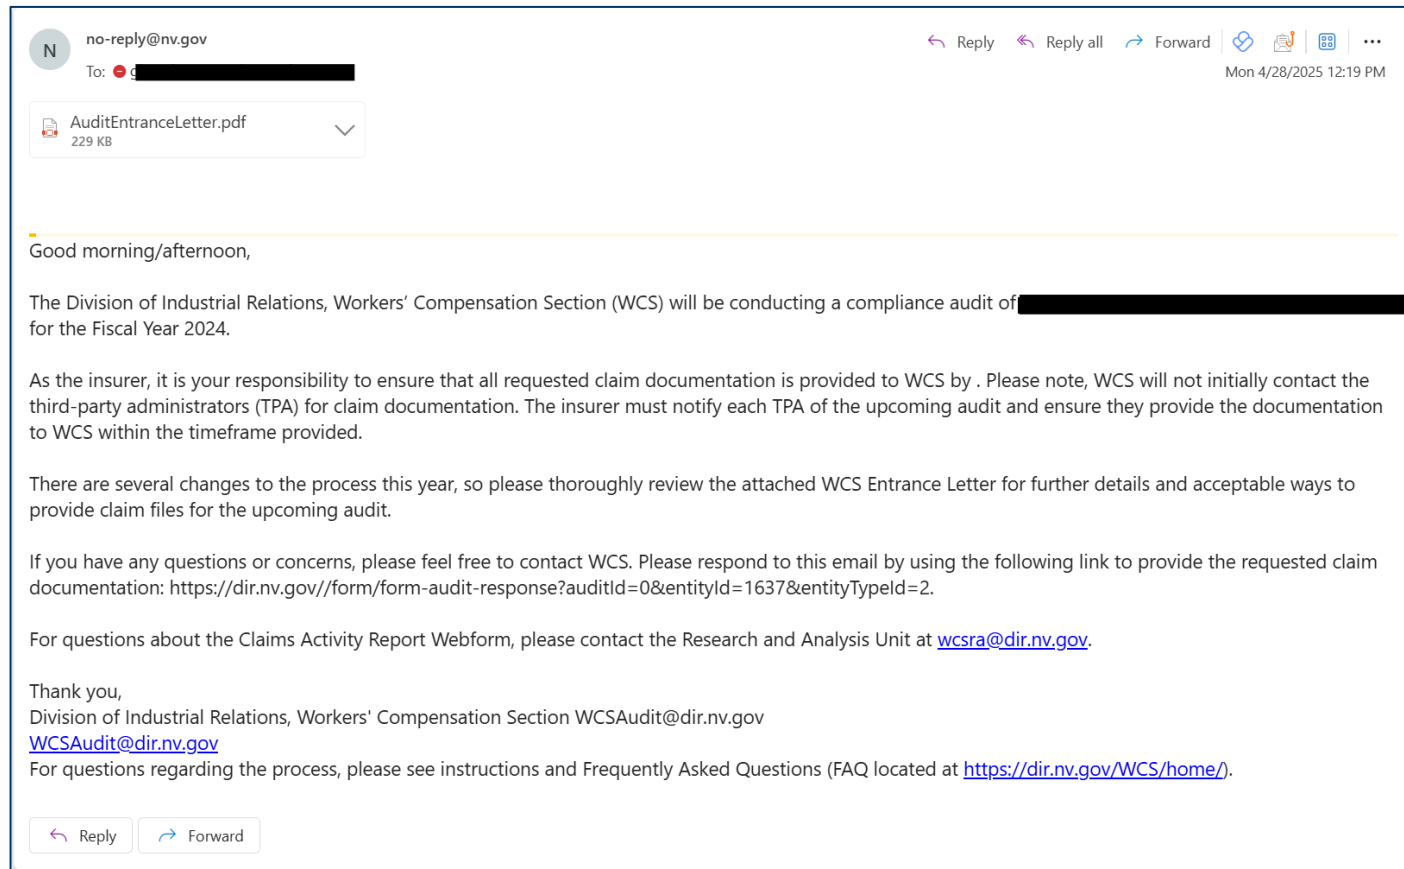 N
no-reply@nv.gov
Reply Reply all Forward
To: g
Mon 4/28/2025 12:19 PM
AuditEntranceLetter.pdf
229 KB
Good morning/afternoon,
The Division of Industrial Relations, Workers' Compensation Section (WCS) will be conducting a compliance audit of
for the Fiscal Year 2024.
As the insurer, it is your responsibility to ensure that all requested claim documentation is provided to WCS by . Please note, WCS will not initially contact the
third-party administrators (TPA) for claim documentation. The insurer must notify each TPA of the upcoming audit and ensure they provide the documentation
to WCS within the timeframe provided.
There are several changes to the process this year, so please thoroughly review the attached WCS Entrance Letter for further details and acceptable ways to
provide claim files for the upcoming audit.
If you have any questions or concerns, please feel free to contact WCS. Please respond to this email by using the following link to provide the requested claim
documentation: https://dir.nv.gov//form/form-audit-response?auditId=0&entityId=1637&entityTypeId=2.
For questions about the Claims Activity Report Webform, please contact the Research and Analysis Unit at wcsra@dir.nv.gov.
Thank you,
Division of Industrial Relations, Workers' Compensation Section WCSAudit@dir.nv.gov
WCSAudit@dir.nv.gov
For questions regarding the process, please see instructions and Frequently Asked Questions (FAQ located at https://dir.nv.gov/WCS/home/).
Reply Forward